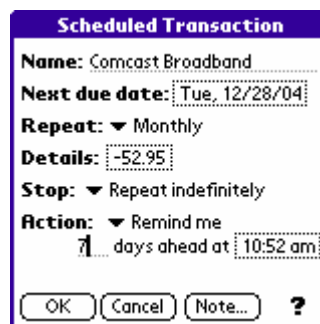 Scheduled Transaction
Name: Comcast Broadband
Next due date: Tue, 12/28/04
Repeat: Monthly
Details: -52.95
Stop: Repeat indefinitely
Action: Remind me
7 days ahead at 10:52 am
OK Cancel Note... ?